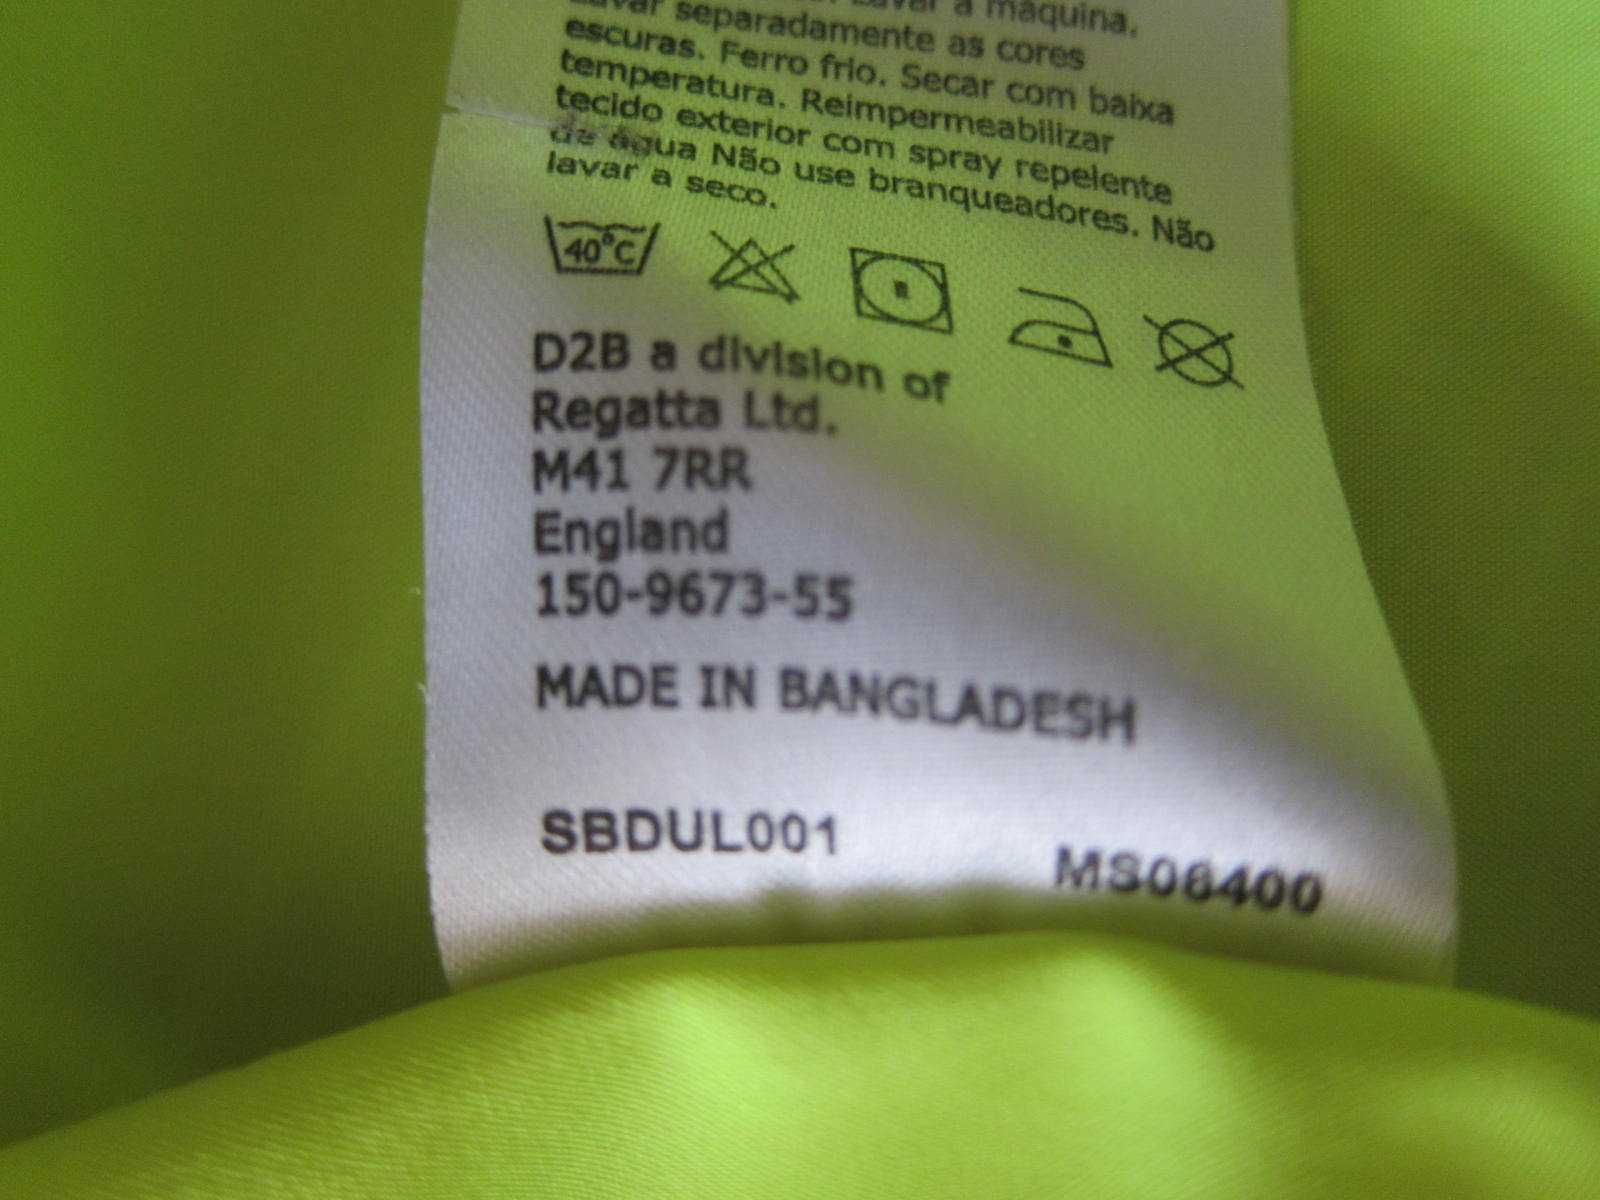 Lavar à máquina.
Lavar separadamente as cores
escuras. Ferro frio. Secar com baixa
temperatura. Reimpermeabilizar
tecido exterior com spray repelente
de água Não use branqueadores. Não
lavar a seco.
40°C
D2B a division of
Regatta Ltd.
M41 7RR
England
150-9673-55
MADE IN BANGLADESH
SBDUL001
MS06400